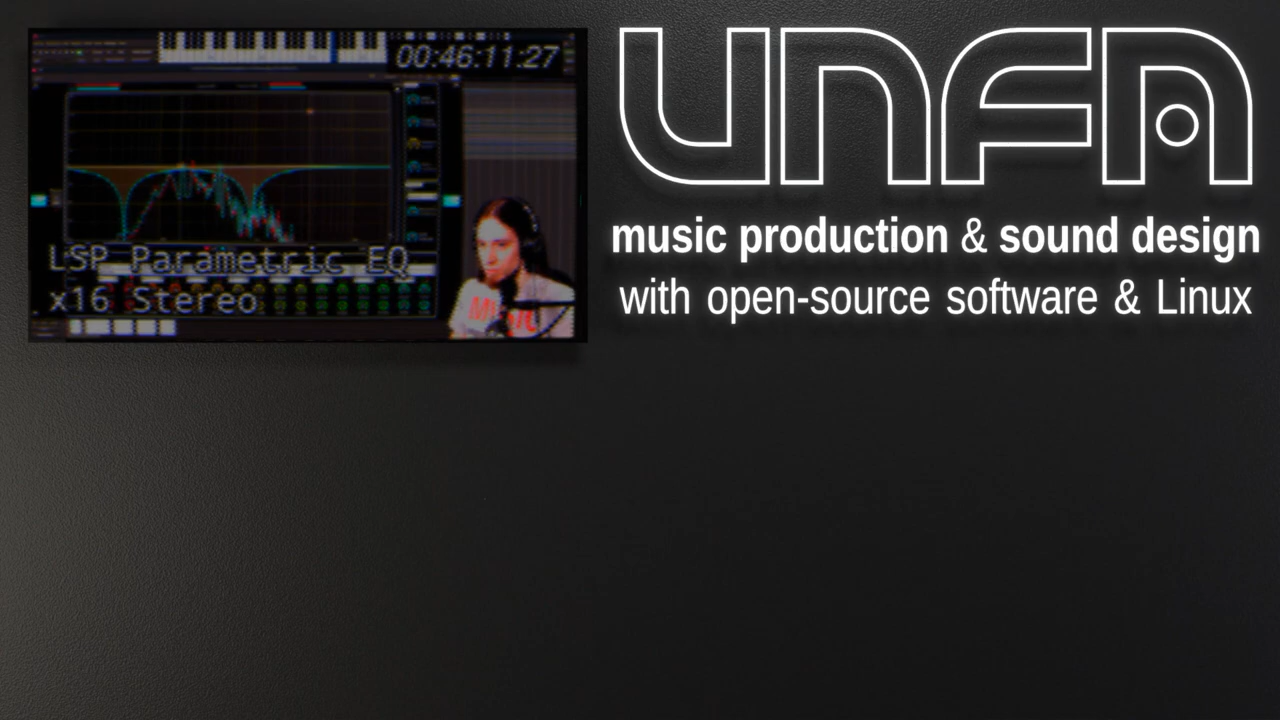 00:46:11:27
LSP Parametric EQ
x16 Stereo
UNFA
music production & sound design
with open-source software & Linux